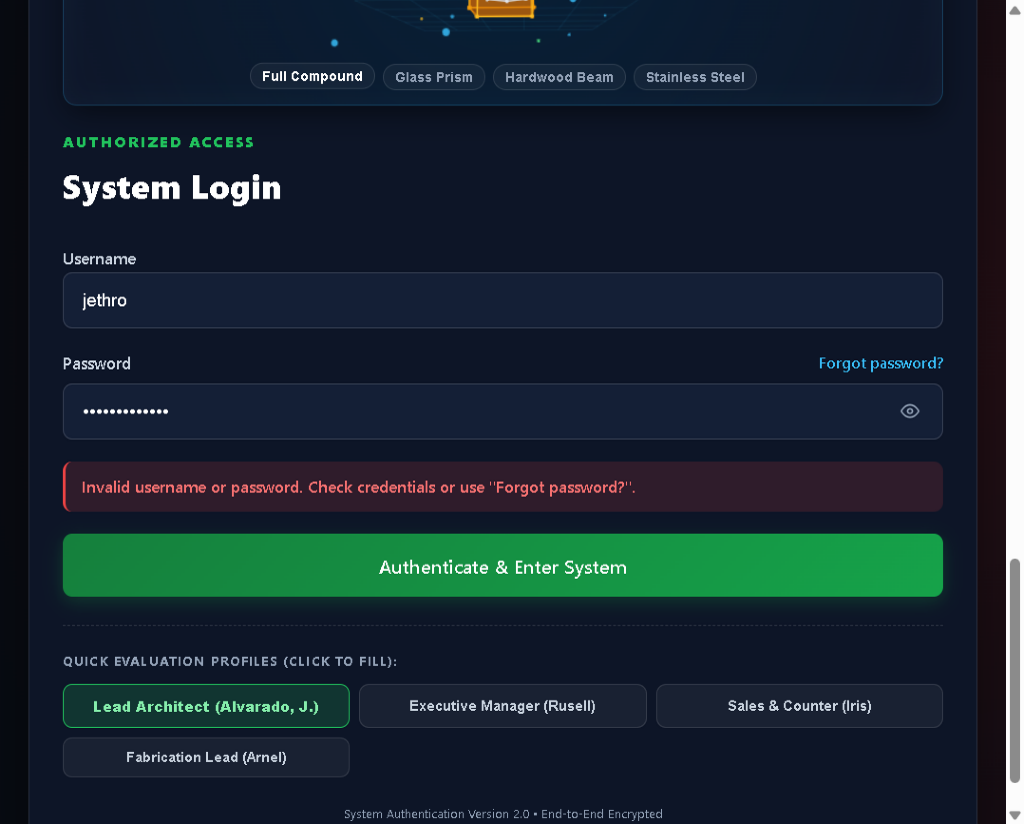 Full Compound
Glass Prism
Hardwood Beam
Stainless Steel
AUTHORIZED ACCESS
System Login
Username
jethro
Password
Forgot password?
•••••••••••••
Invalid username or password. Check credentials or use "Forgot password?".
Authenticate & Enter System
QUICK EVALUATION PROFILES (CLICK TO FILL):
Lead Architect (Alvarado, J.)
Executive Manager (Rusell)
Sales & Counter (Iris)
Fabrication Lead (Arnel)
System Authentication Version 2.0 • End-to-End Encrypted